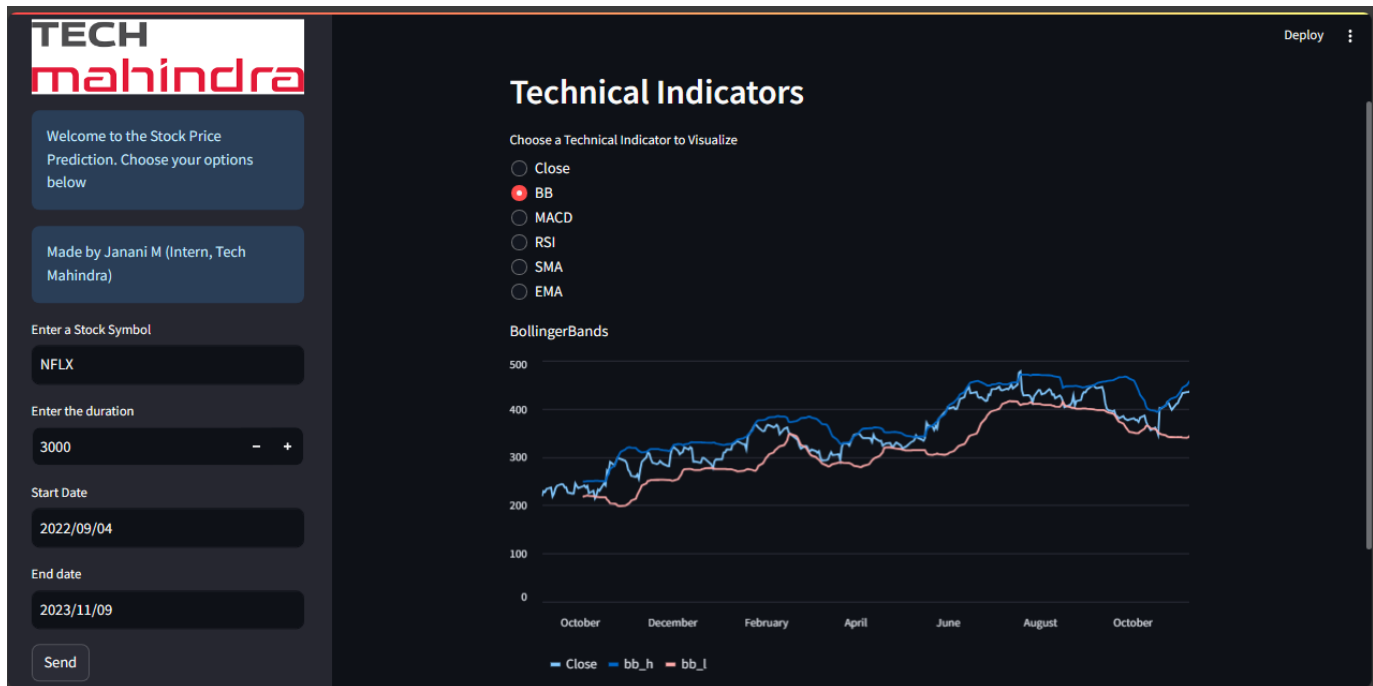 TECH
mahindra
Welcome to the Stock Price
Prediction. Choose your options
below
Made by Janani M (Intern, Tech
Mahindra)
Enter a Stock Symbol
NFLX
Enter the duration
3000
−
+
Start Date
2022/09/04
End date
2023/11/09
Send
Deploy
Technical Indicators
Choose a Technical Indicator to Visualize
Close
BB
MACD
RSI
SMA
EMA
BollingerBands
500
400
300
200
100
0
October December February April June August October
Close bb_h bb_l